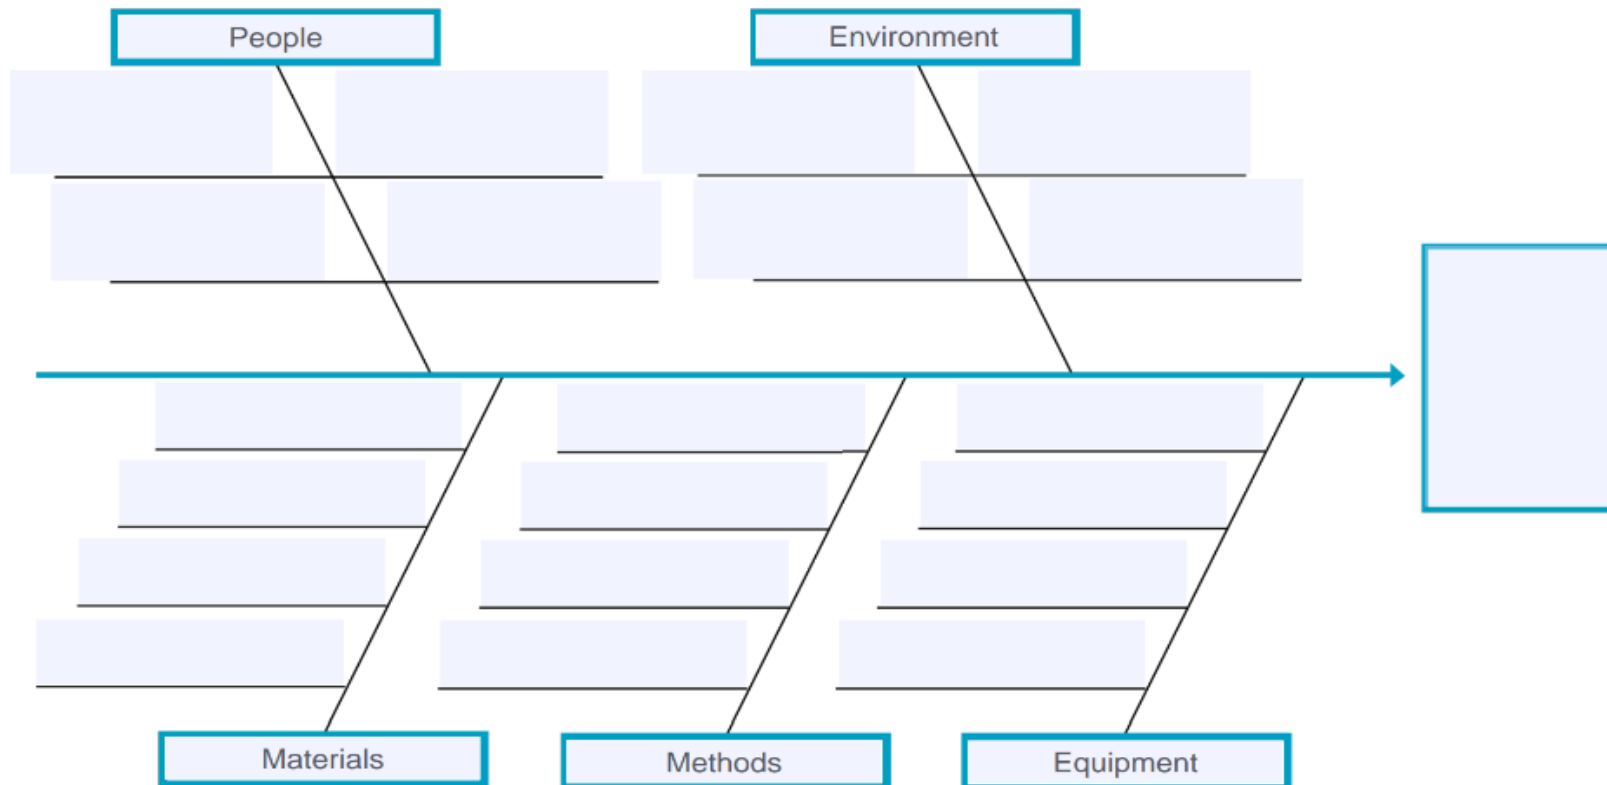 People
Environment
Materials
Methods
Equipment